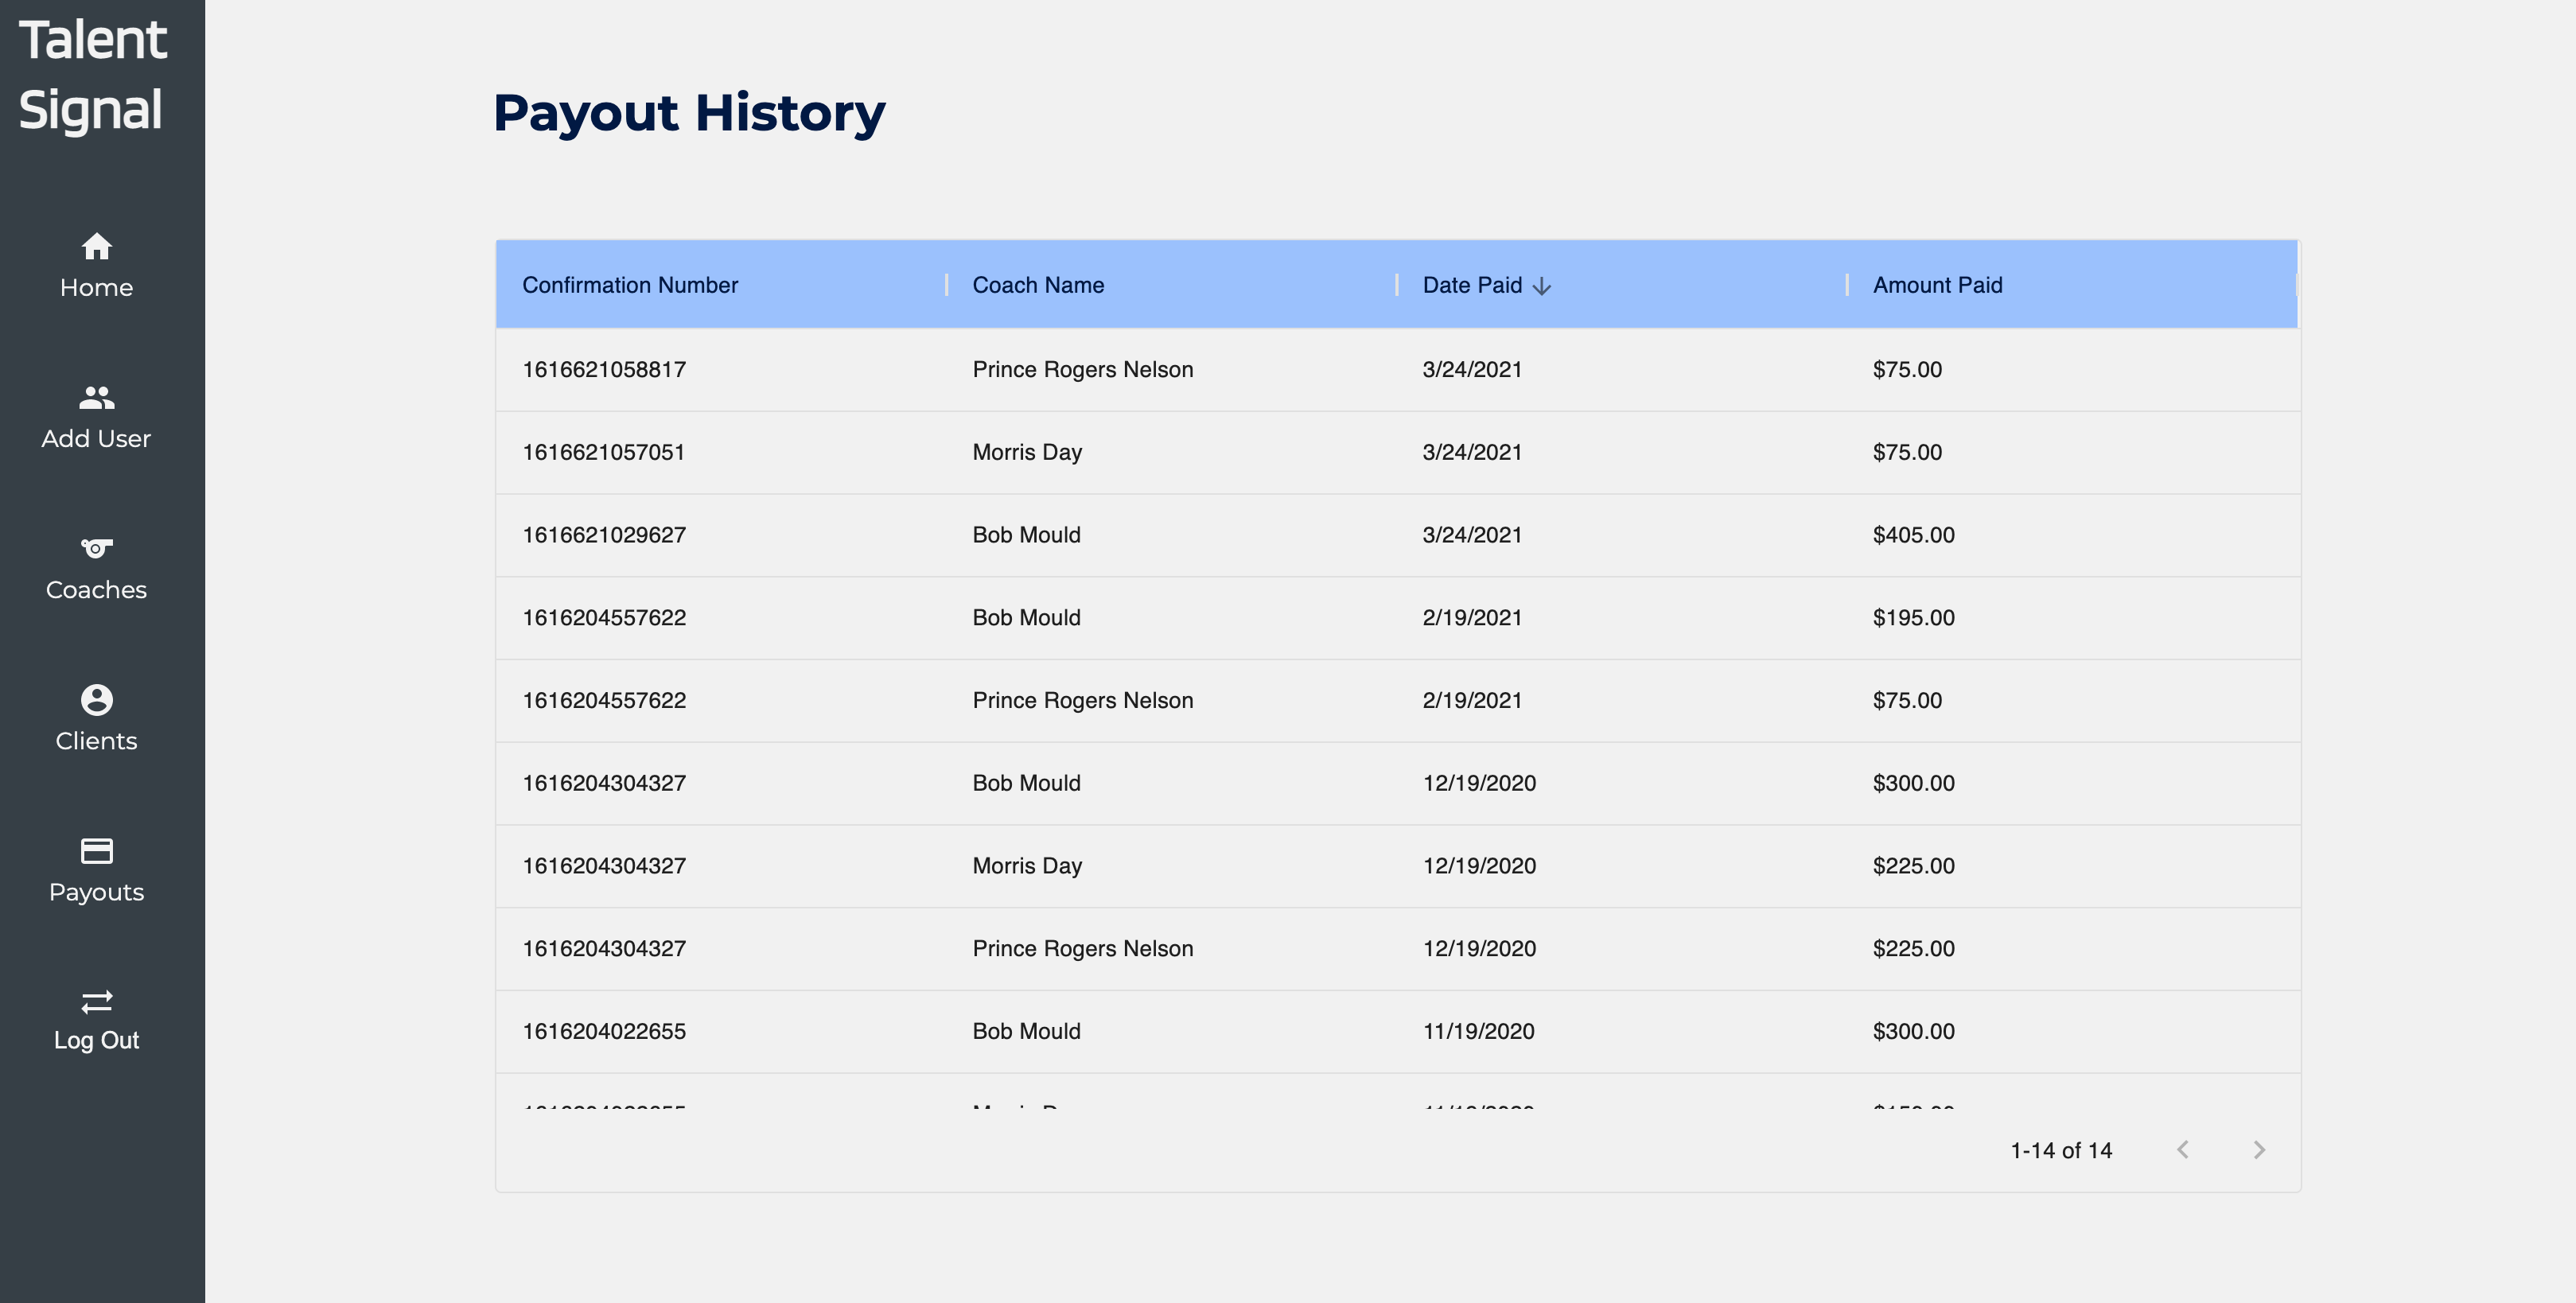 Talent
Signal
Home
Add User
Coaches
Clients
Payouts
Log Out
Payout History
Confirmation Number Coach Name Date Paid Amount Paid
1616621058817 Prince Rogers Nelson 3/24/2021 $75.00
1616621057051 Morris Day 3/24/2021 $75.00
1616621029627 Bob Mould 3/24/2021 $405.00
1616204557622 Bob Mould 2/19/2021 $195.00
1616204557622 Prince Rogers Nelson 2/19/2021 $75.00
1616204304327 Bob Mould 12/19/2020 $300.00
1616204304327 Morris Day 12/19/2020 $225.00
1616204304327 Prince Rogers Nelson 12/19/2020 $225.00
1616204022655 Bob Mould 11/19/2020 $300.00
1-14 of 14